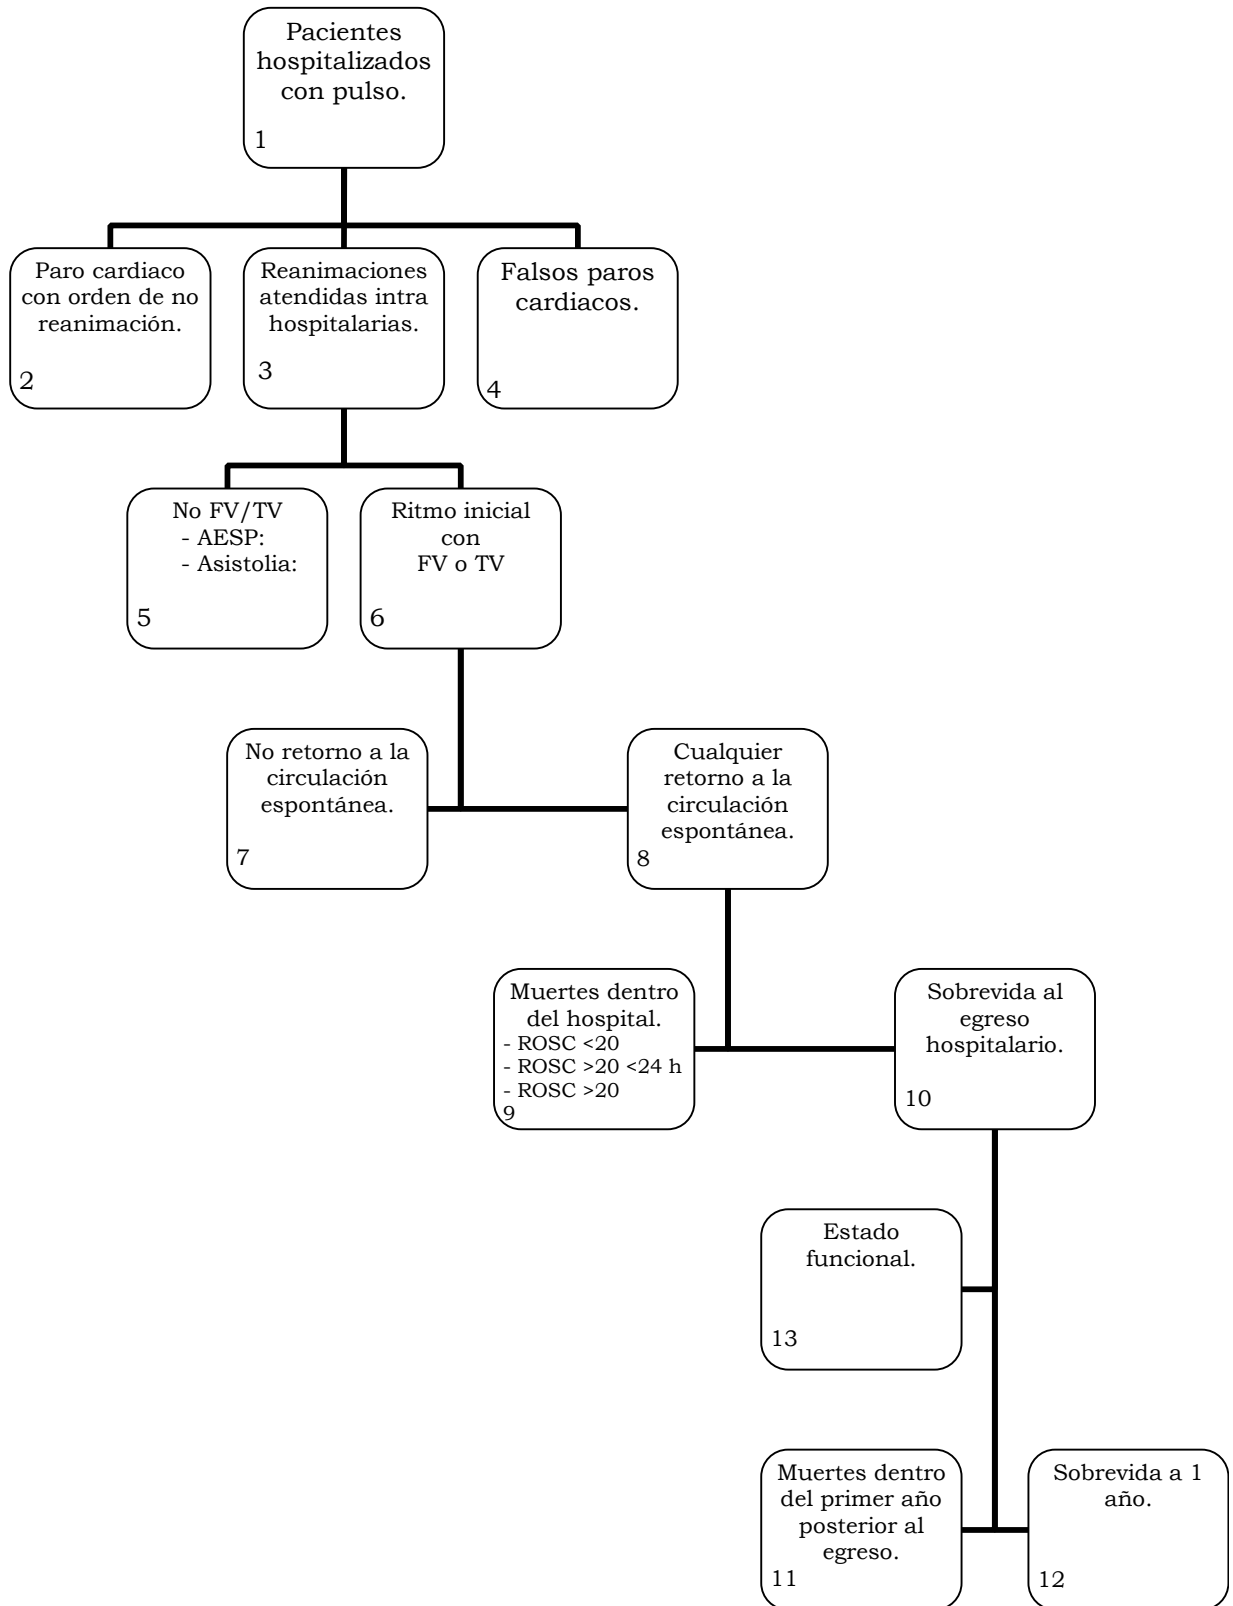 Pacientes
hospitalizados
con pulso.
1
Paro cardiaco
con orden de no
reanimación.
2
Reanimaciones
atendidas intra
hospitalarias.
3
Falsos paros
cardiacos.
4
No FV/TV
- AESP:
- Asistolia:
5
Ritmo inicial
con
FV o TV
6
No retorno a la
circulación
espontánea.
7
Cualquier
retorno a la
circulación
espontánea.
8
Muertes dentro
del hospital.
- ROSC <20
- ROSC >20 <24 h
- ROSC >20
9
Sobrevida al
egreso
hospitalario.
10
Estado
funcional.
13
Muertes dentro
del primer año
posterior al
egreso.
11
Sobrevida a 1
año.
12